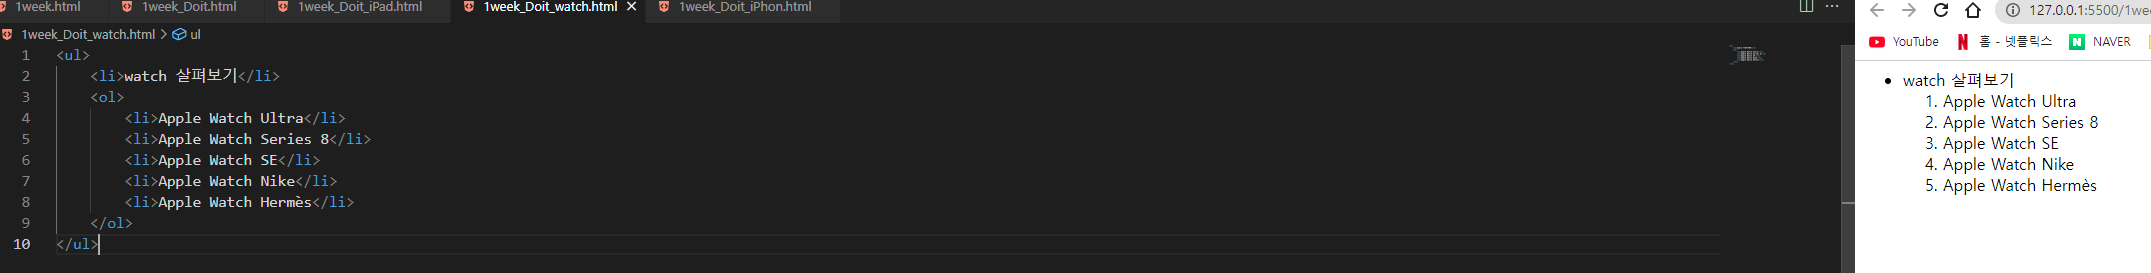 1week.html 1week_Doit.html 1week_Doit_iPad.html 1week_Doit_watch.html 1week_Doit_iPhon.html
1week_Doit_watch.html > ul
1 <ul>
2 <li>watch 살펴보기</li>
3 <ol>
4 <li>Apple Watch Ultra</li>
5 <li>Apple Watch Series 8</li>
6 <li>Apple Watch SE</li>
7 <li>Apple Watch Nike</li>
8 <li>Apple Watch Hermès</li>
9 </ol>
10 </ul>
127.0.0.1:5500/1wee
YouTube 홈 - 넷플릭스 NAVER
• watch 살펴보기
1. Apple Watch Ultra
2. Apple Watch Series 8
3. Apple Watch SE
4. Apple Watch Nike
5. Apple Watch Hermès